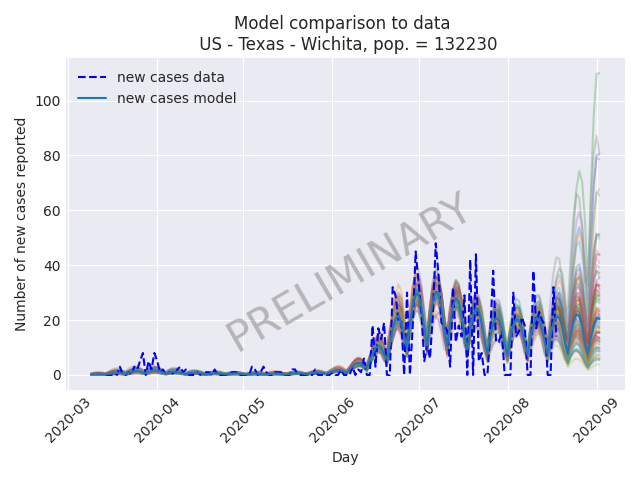 Model comparison to data
US - Texas - Wichita, pop. = 132230
new cases data
new cases model
Number of new cases reported
100
80
60
40
20
0
PRELIMINARY
2020-03
2020-04
2020-05
2020-06
2020-07
2020-08
2020-09
Day